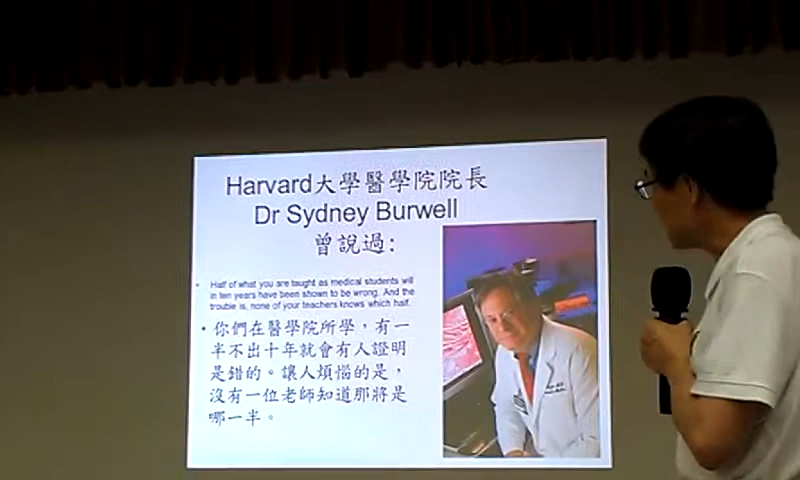 Harvard大學醫學院院長
Dr Sydney Burwell
曾說過:
• Half of what you are taught as medical students will
in ten years have been shown to be wrong. And the
trouble is, none of your teachers knows which half.
• 你們在醫學院所學，有一
半不出十年就會有人證明
是錯的。讓人煩惱的是，
沒有一位老師知道那將是
哪一半。